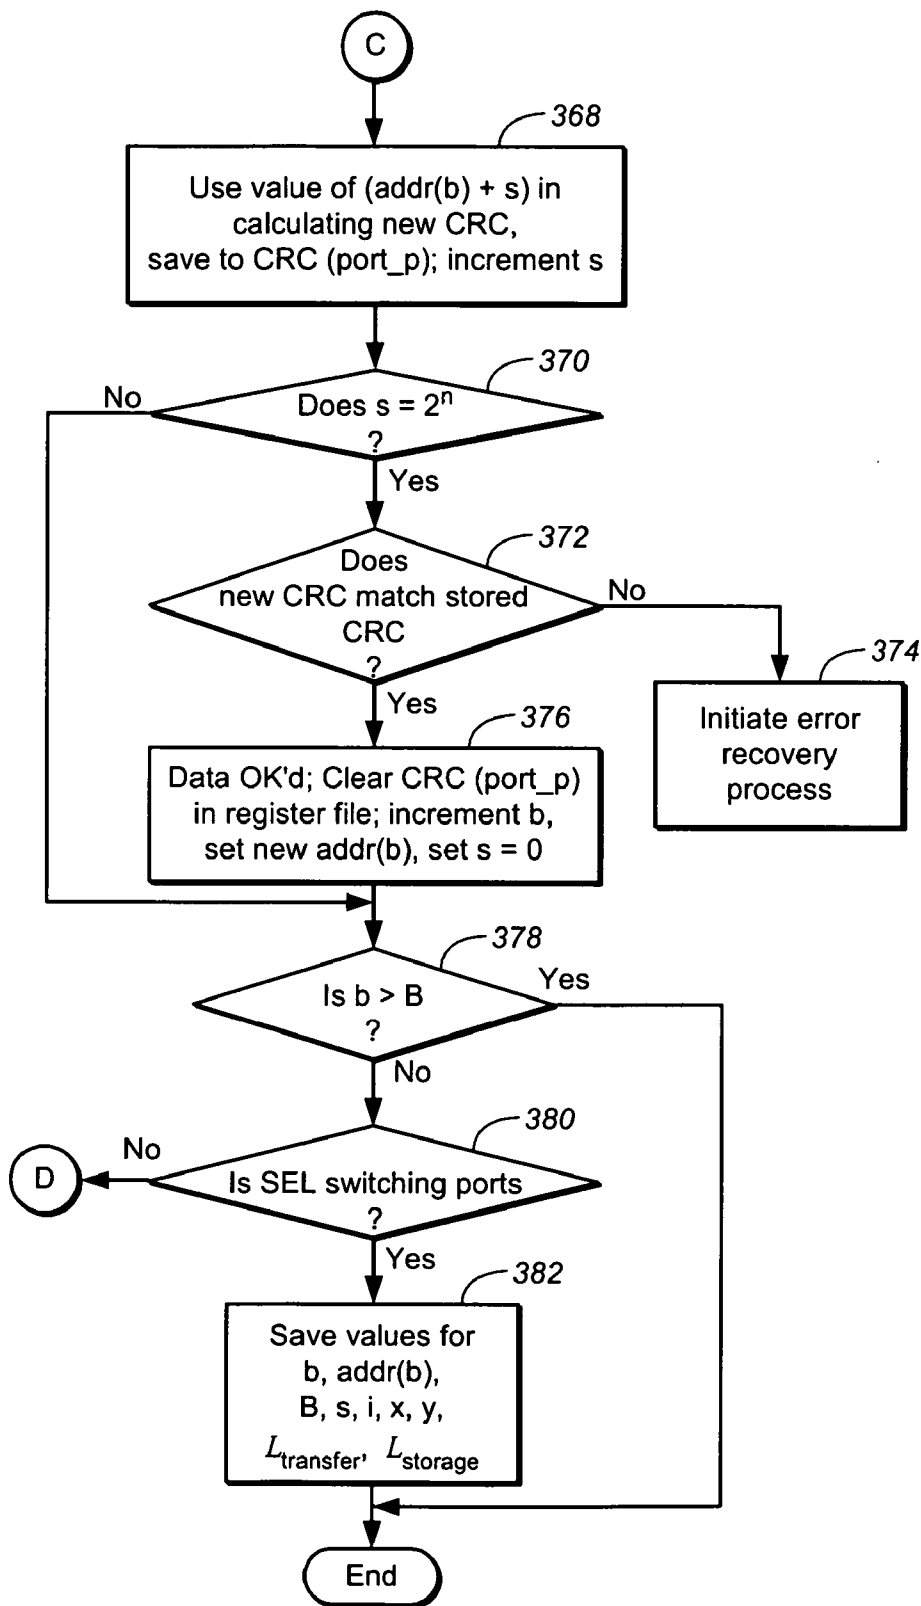 C
368
Use value of (addr(b) + s) in
calculating new CRC,
save to CRC (port_p); increment s
370
No
Does s = 2ⁿ
?
Yes
372
Does
new CRC match stored
CRC
?
No
374
Yes
Initiate error
recovery
process
376
Data OK'd; Clear CRC (port_p)
in register file; increment b,
set new addr(b), set s = 0
378
Is b > B
?
Yes
No
380
D
No
Is SEL switching ports
?
Yes
382
Save values for
b, addr(b),
B, s, i, x, y,
L transfer, L storage
End